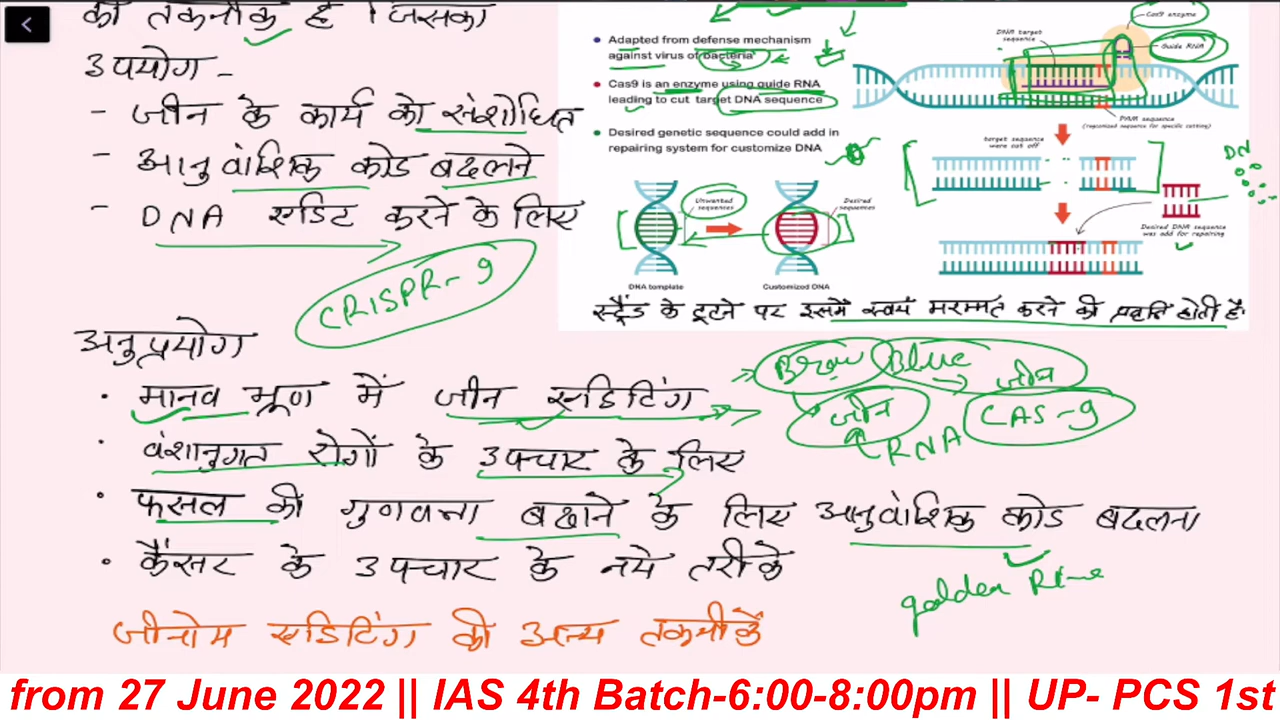 की तकनीक है। जिसका
उपयोग -
- जीन के कार्य को संशोधित
- आनुवांशिक कोड बदलने
- DNA एडिट करने के लिए
CRISPR-9
• Adapted from defense mechanism
against virus of bacteria
• Cas9 is an enzyme using guide RNA
leading to cut target DNA sequence
• Desired genetic sequence could add in
repairing system for customize DNA
Unwanted
sequences
Desired
sequences
DNA template
Customized DNA
Cas9 enzyme
DNA target
sequence
Guide RNA
PAM sequence
(recognized sequence for specific cutting)
target sequence
were cut off
DN
Desired DNA sequence
was add for repairing
स्ट्रैंड के टूटने पर इसमें स्वयं मरम्मत करने की प्रवृति होती है
अनुप्रयोग
• मानव भ्रूण में जीन एडिटिंग
Blue जीन
जीन CAS-9
RNA
• वंशानुगत रोगों के उपचार के लिए
• फसल की गुणवत्ता बढाने के लिए आनुवांशिक कोड बदलना
• कैंसर के उपचार के नये तरीके
golden
जीनोम एडिटिंग की अन्य तकनीकें
from 27 June 2022 || IAS 4th Batch-6:00-8:00pm || UP- PCS 1st